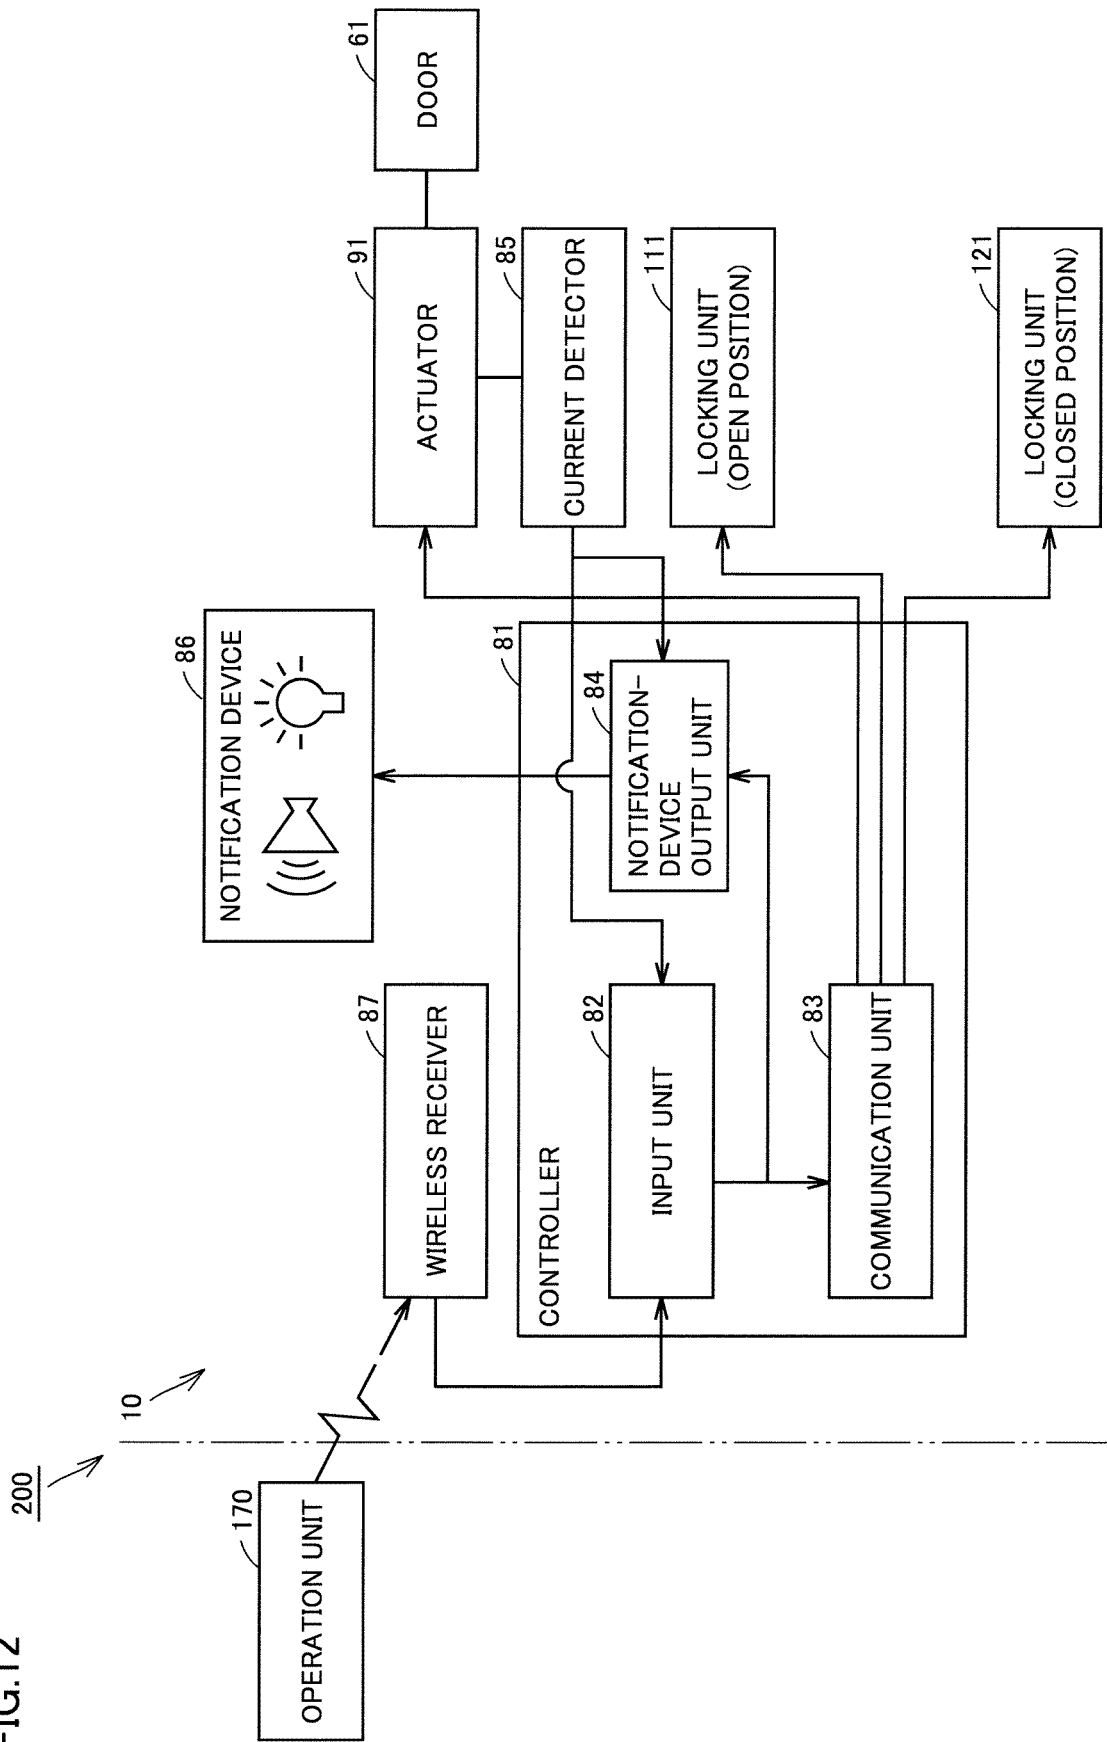 FIG.12
200
10
170
OPERATION UNIT
87
WIRELESS RECEIVER
86
NOTIFICATION DEVICE
81
CONTROLLER
82
INPUT UNIT
84
NOTIFICATION-
DEVICE
OUTPUT UNIT
83
COMMUNICATION UNIT
91
ACTUATOR
61
DOOR
85
CURRENT DETECTOR
111
LOCKING UNIT
(OPEN POSITION)
121
LOCKING UNIT
(CLOSED POSITION)